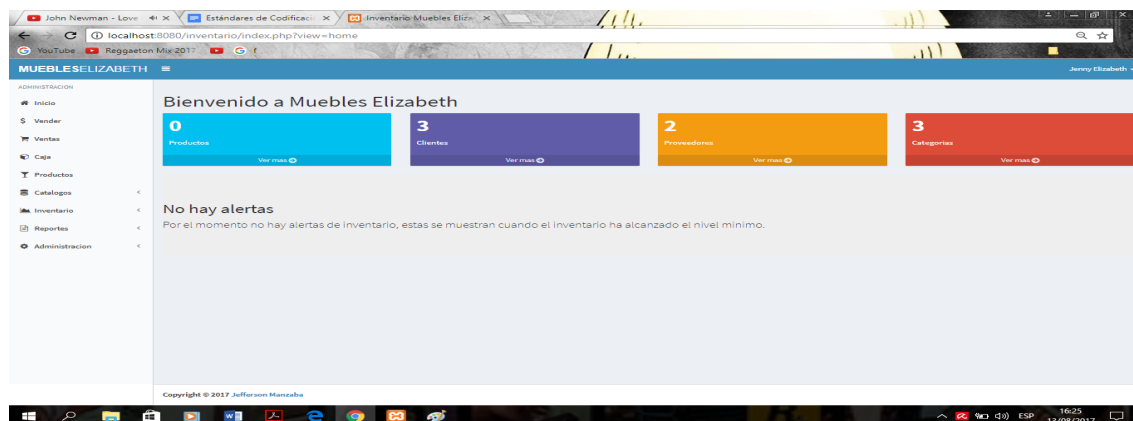 John Newman - Love
Estándares de Codificaci
Inventario Muebles Eliza
localhost:8080/inventario/index.php?view=home
YouTube Reggaeton Mix 2017 f
MUEBLESELIZABETH
Jenny Elizabeth
ADMINISTRACION
Inicio
Vender
Ventas
Caja
Productos
Catalogos
Inventario
Reportes
Administracion
Bienvenido a Muebles Elizabeth
0
Productos
Ver mas
3
Clientes
Ver mas
2
Proveedores
Ver mas
3
Categorias
Ver mas
No hay alertas
Por el momento no hay alertas de inventario, estas se muestran cuando el inventario ha alcanzado el nivel minimo.
Copyright © 2017 Jefferson Manzaba
ESP
16:25
13/08/2017